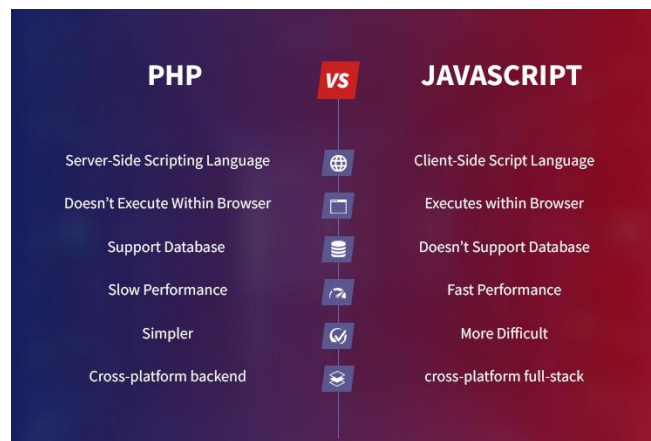 PHP VS JAVASCRIPT
Server-Side Scripting Language Client-Side Script Language
Doesn't Execute Within Browser Executes within Browser
Support Database Doesn't Support Database
Slow Performance Fast Performance
Simpler More Difficult
Cross-platform backend cross-platform full-stack